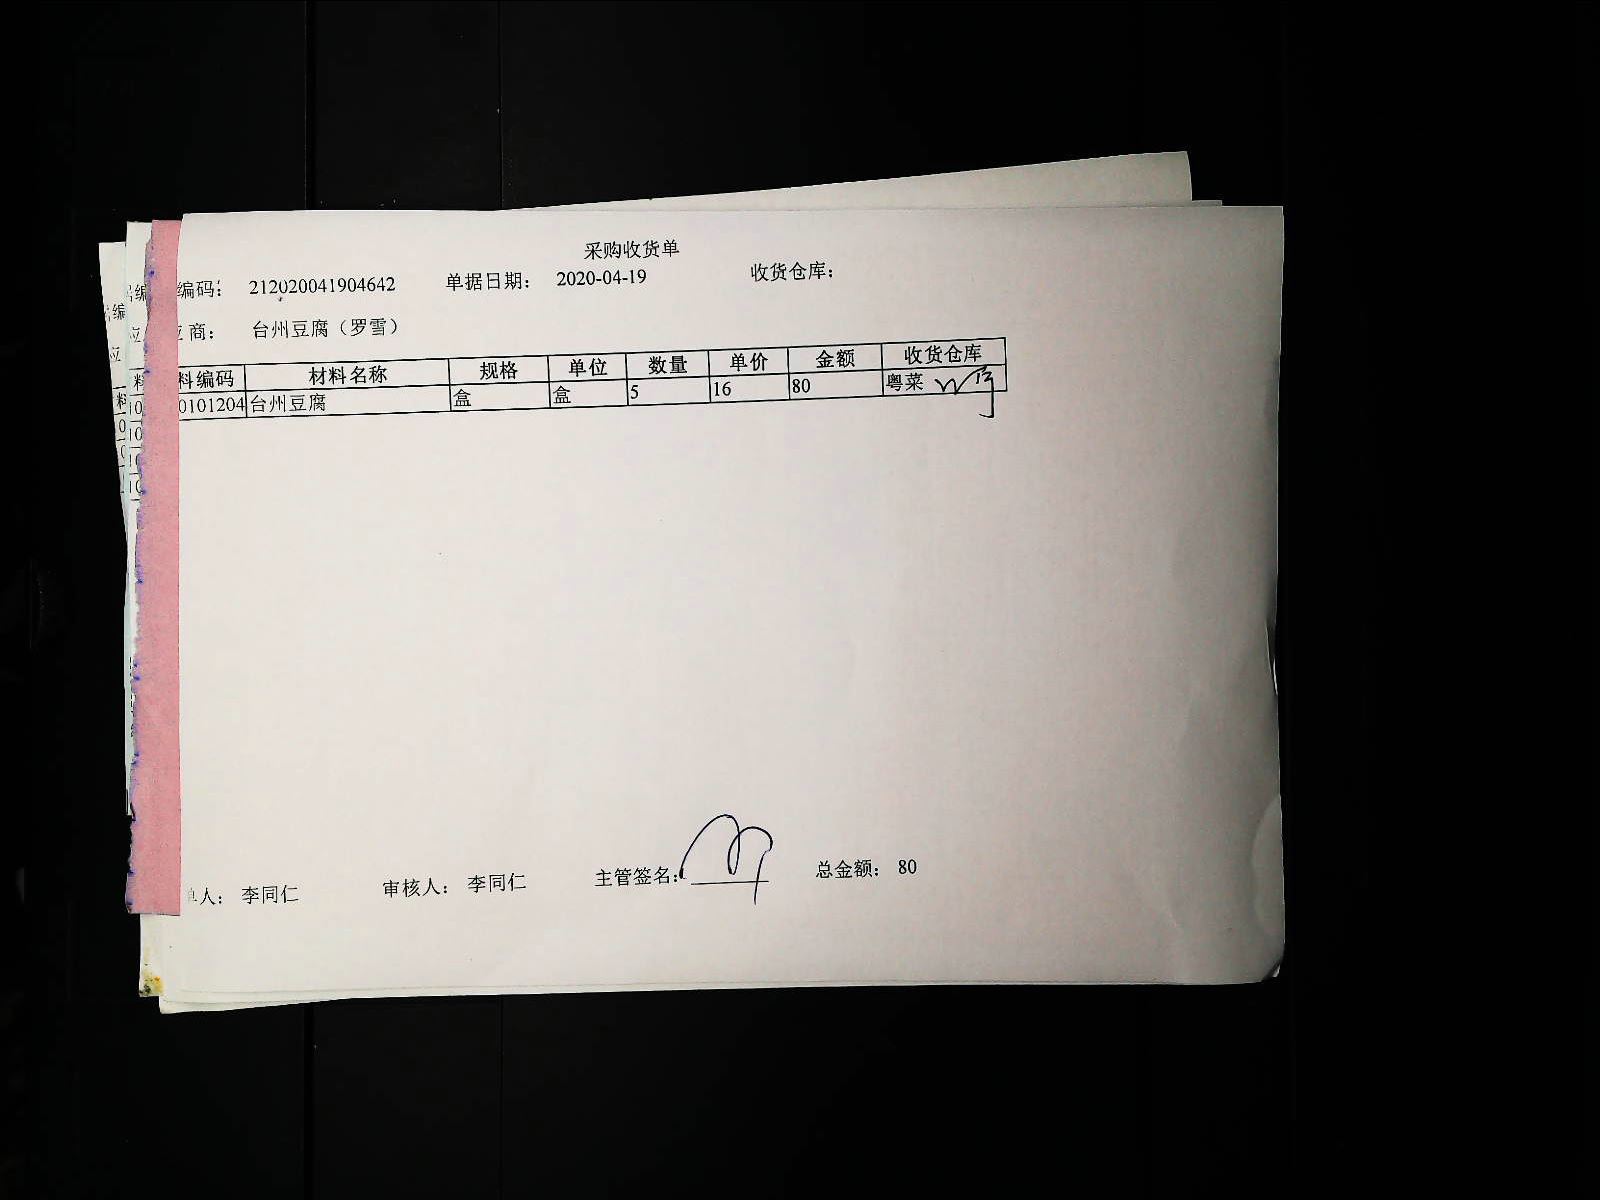 采购收货单
编码： 212020041904642 单据日期： 2020-04-19 收货仓库：
应商： 台州豆腐（罗雪）
料编码 材料名称 规格 单位 数量 单价 金额 收货仓库
0101204 台州豆腐 盒 盒 5 16 80 粤菜
单人： 李同仁 审核人： 李同仁 主管签名： 总金额： 80